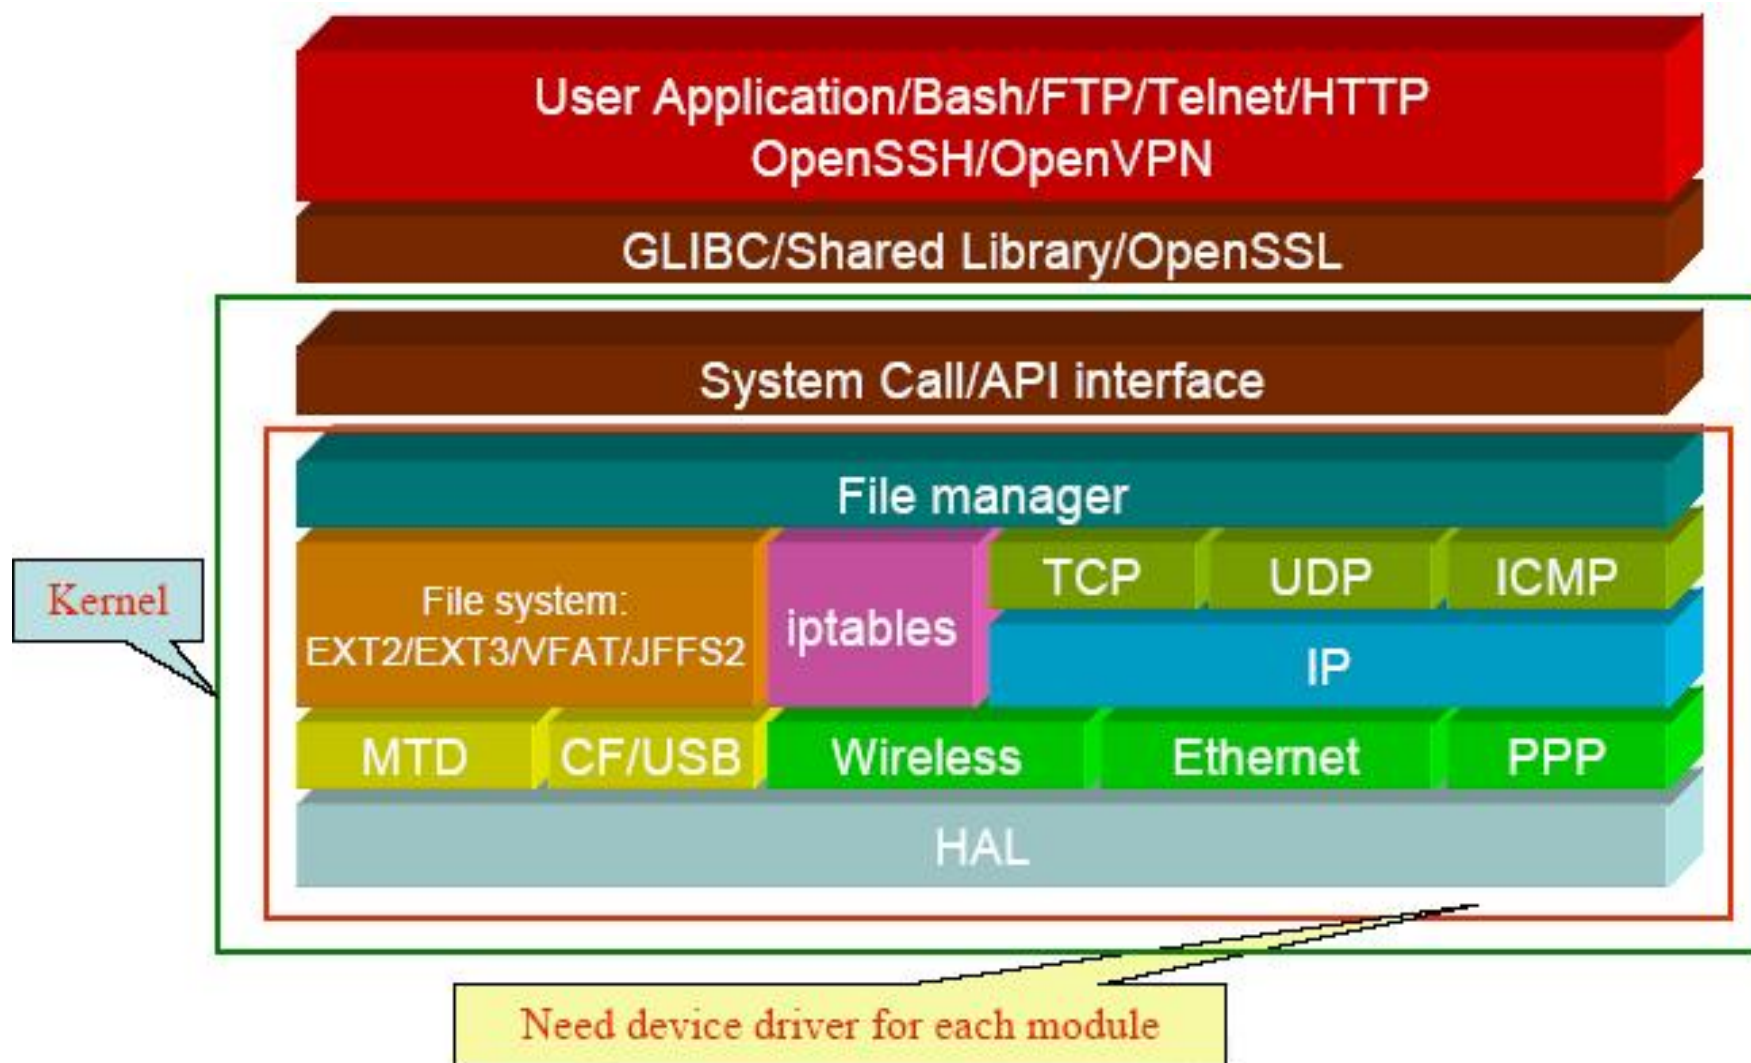 User Application/Bash/FTP/Telnet/HTTP
OpenSSH/OpenVPN
GLIBC/Shared Library/OpenSSL
System Call/API interface
File manager
Kernel
File system:
EXT2/EXT3/VFAT/JFFS2
iptables
TCP
UDP
ICMP
IP
MTD
CF/USB
Wireless
Ethernet
PPP
HAL
Need device driver for each module